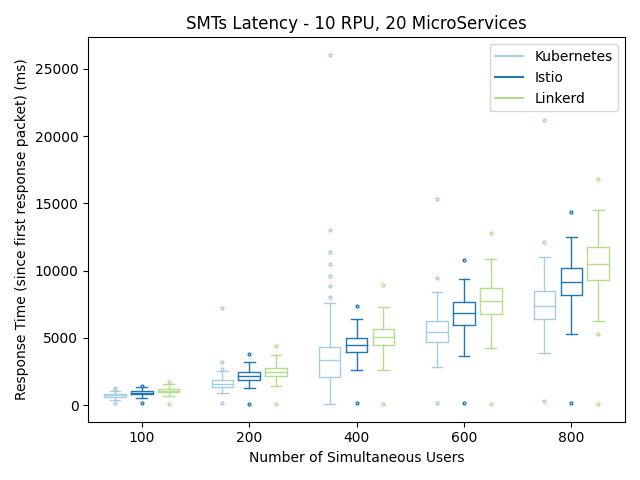 SMTs Latency - 10 RPU, 20 MicroServices
Response Time (since first response packet) (ms)
25000
20000
15000
10000
5000
0
Kubernetes
Istio
Linkerd
100 200 400 600 800
Number of Simultaneous Users